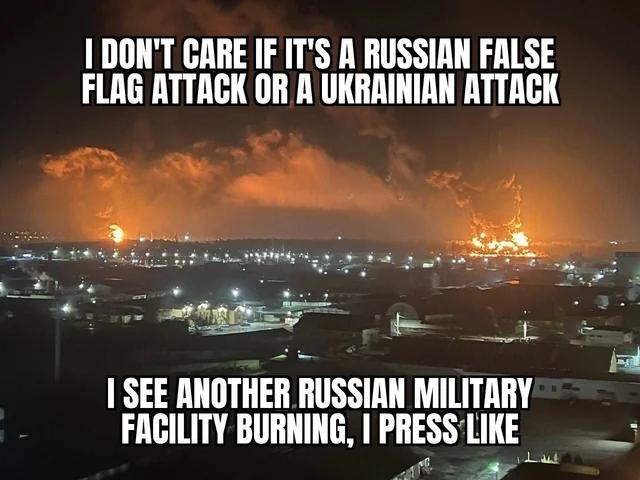 I DON'T CARE IF IT'S A RUSSIAN FALSE
FLAG ATTACK OR A UKRAINIAN ATTACK
I SEE ANOTHER RUSSIAN MILITARY
FACILITY BURNING, I PRESS LIKE